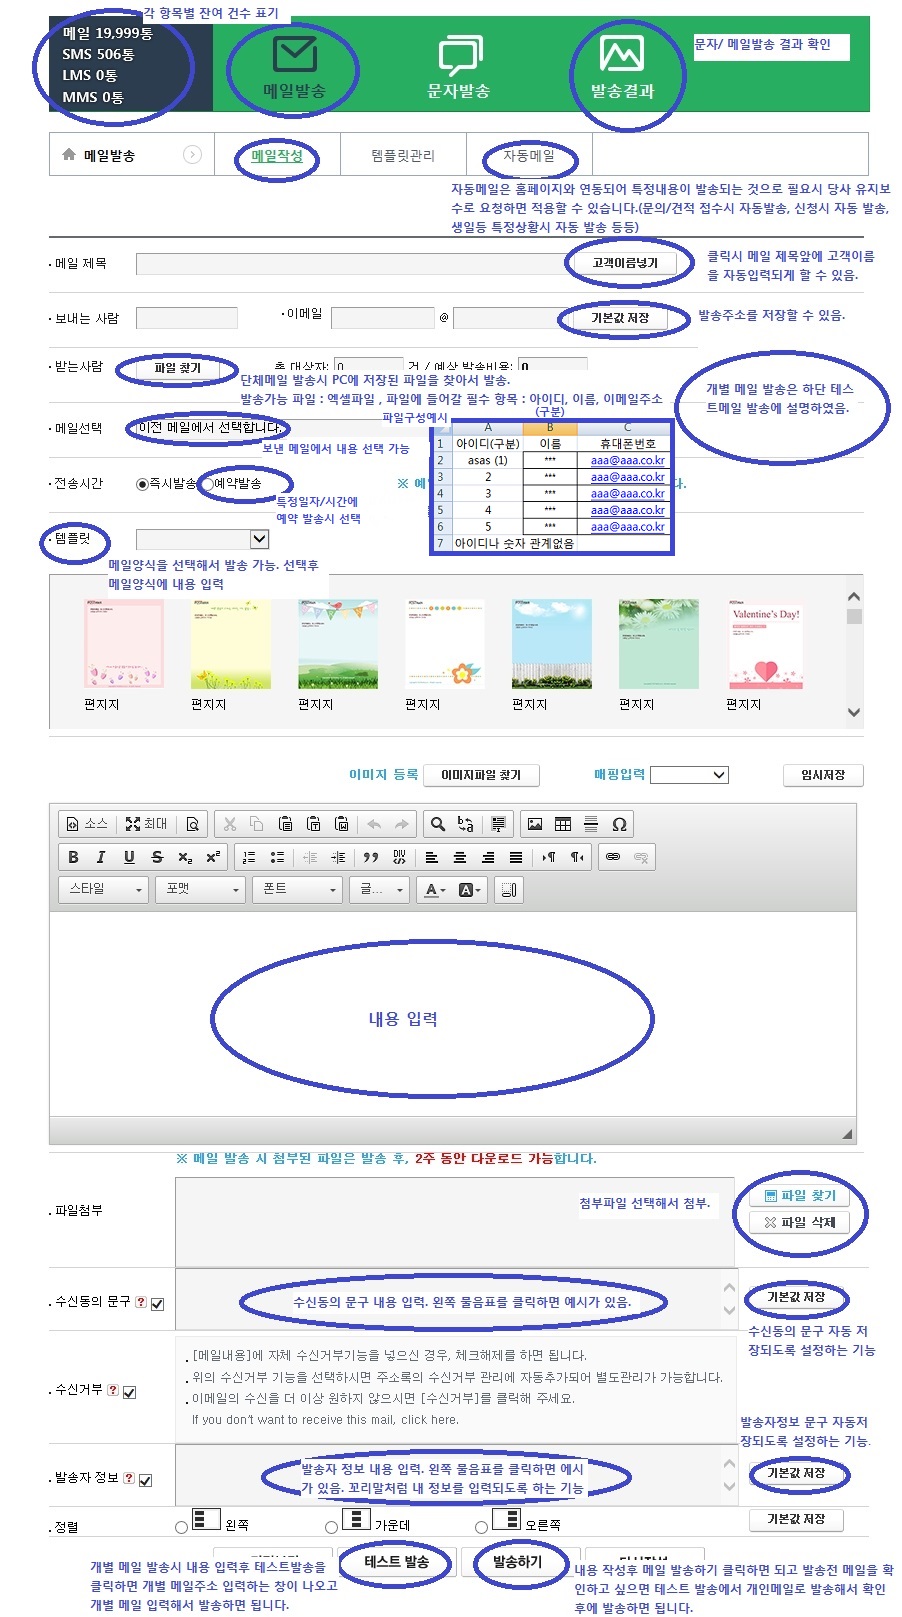 각 항목별 잔여 건수 표기
메일 19,999통
SMS 506통
LMS 0통
MMS 0통
메일발송
문자발송
발송결과
문자/ 메일발송 결과 확인
메일발송
메일작성
템플릿관리
자동메일
자동메일은 홈페이지와 연동되어 특정내용이 발송되는 것으로 필요시 당사 유지보
수로 요청하면 적용할 수 있습니다.(문의/견적 접수시 자동발송, 신청시 자동 발송,
생일등 특정상황시 자동 발송 등등)
메일 제목
고객이름넣기
클릭시 메일 제목앞에 고객이름
을 자동입력되게 할 수 있음.
보내는 사람
이메일
@
기본값 저장
발송주소를 저장할 수 있음.
받는사람
파일 찾기
총 대상자: 0 건 / 예상 발송비용: 0
단체메일 발송시 PC에 저장된 파일을 찾아서 발송.
발송가능 파일 : 엑셀파일 , 파일에 들어갈 필수 항목 : 아이디, 이름, 이메일주소
(구분)
개별 메일 발송은 하단 테스
트메일 발송에 설명하였음.
메일선택
이전 메일에서 선택합니다.
파일구성예시
보낸 메일에서 내용 선택 가능
A B C
1 아이디(구분) 이름 휴대폰번호
2 asas (1) *** aaa@aaa.co.kr
3 2 *** aaa@aaa.co.kr
4 3 *** aaa@aaa.co.kr
5 4 *** aaa@aaa.co.kr
6 5 *** aaa@aaa.co.kr
7 아이디나 숫자 관계없음
전송시간
즉시발송
예약발송
※ 예
다.
특정일자/시간에
예약 발송시 선택
템플릿
메일양식을 선택해서 발송 가능. 선택후
메일양식에 내용 입력
Valentine's Day!
편지지 편지지 편지지 편지지 편지지 편지지 편지지
이미지 등록
이미지파일 찾기
매핑입력
임시저장
소스
최대
스타일
포맷
폰트
글...
내용 입력
※ 메일 발송 시 첨부된 파일은 발송 후, 2주 동안 다운로드 가능합니다.
파일첨부
첨부파일 선택해서 첨부.
파일 찾기
파일 삭제
수신동의 문구
수신동의 문구 내용 입력. 왼쪽 물음표를 클릭하면 예시가 있음.
기본값 저장
수신동의 문구 자동 저
장되도록 설정하는 기능
수신거부
. [메일내용]에 자체 수신거부기능을 넣으신 경우, 체크해제를 하면 됩니다.
. 위의 수신거부 기능을 선택하시면 주소록의 수신거부 관리에 자동추가되어 별도관리가 가능합니다.
. 이메일의 수신을 더 이상 원하지 않으시면 [수신거부]를 클릭해 주세요.
If you don't want to receive this mail, click here.
발송자정보 문구 자동저
장되도록 설정하는 기능.
발송자 정보
발송자 정보 내용 입력. 왼쪽 물음표를 클릭하면 예시
가 있음. 꼬리말처럼 내 정보를 입력되도록 하는 기능
기본값 저장
정렬
왼쪽
가운데
오른쪽
기본값 저장
테스트 발송
발송하기
개별 메일 발송시 내용 입력후 테스트발송을
클릭하면 개별 메일주소 입력하는 창이 나오고
개별 메일 입력해서 발송하면 됩니다.
내용 작성후 메일 발송하기 클릭하면 되고 발송전 메일을 확
인하고 싶으면 테스트 발송에서 개인메일로 발송해서 확인
후에 발송하면 됩니다.